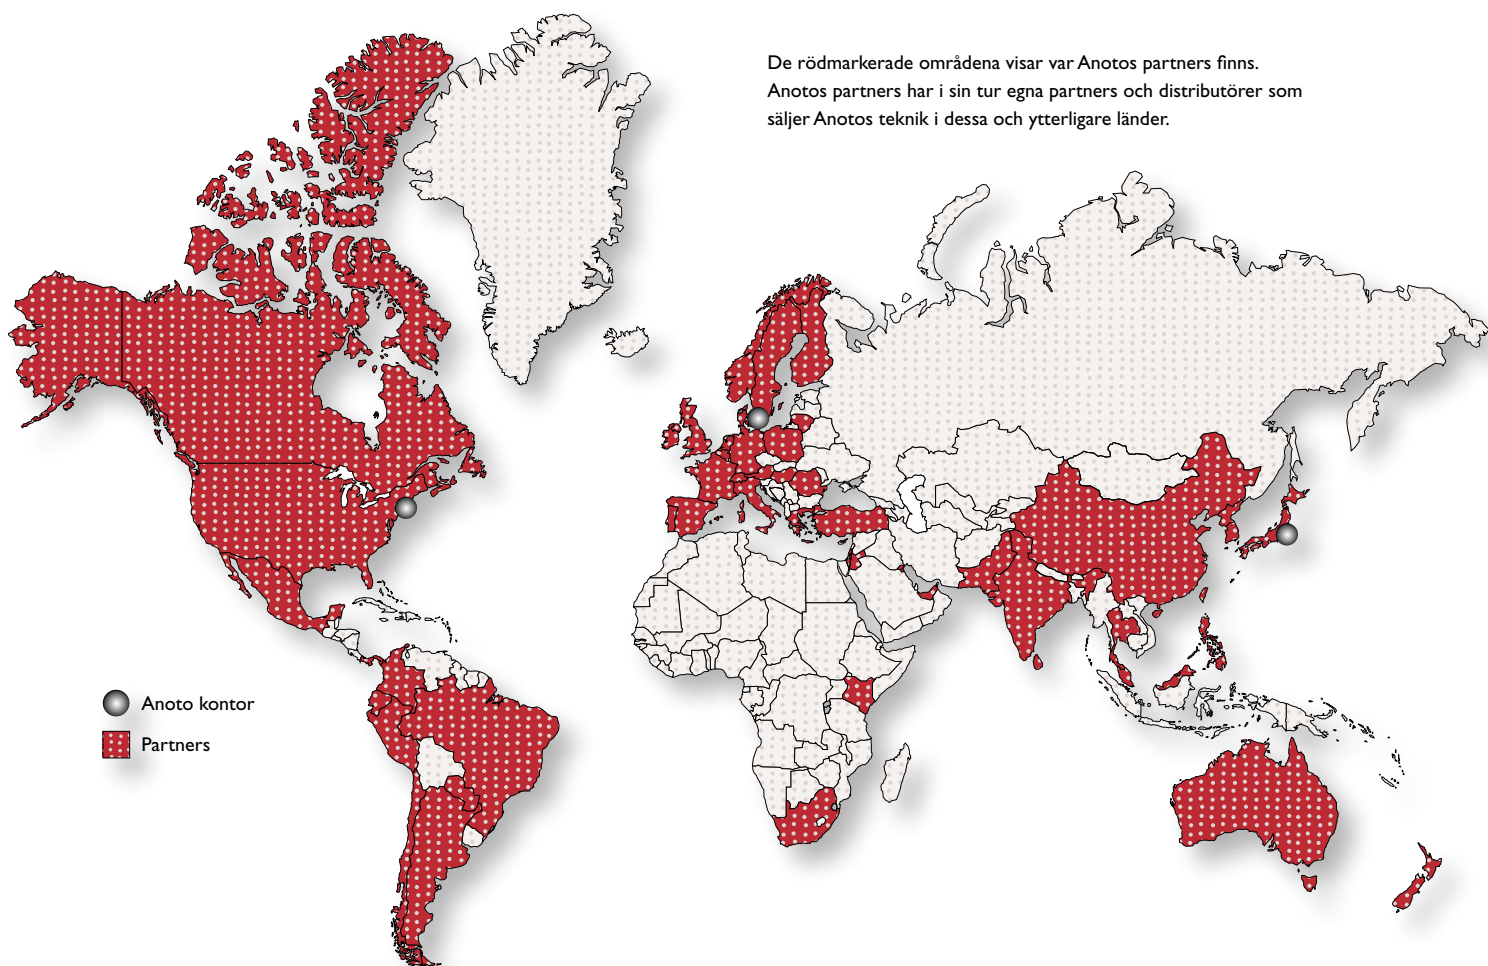 De rödmarkerade områdena visar var Anotos partners finns.
Anotos partners har i sin tur egna partners och distributörer som
säljer Anotos teknik i dessa och ytterligare länder.
Anoto kontor
Partners